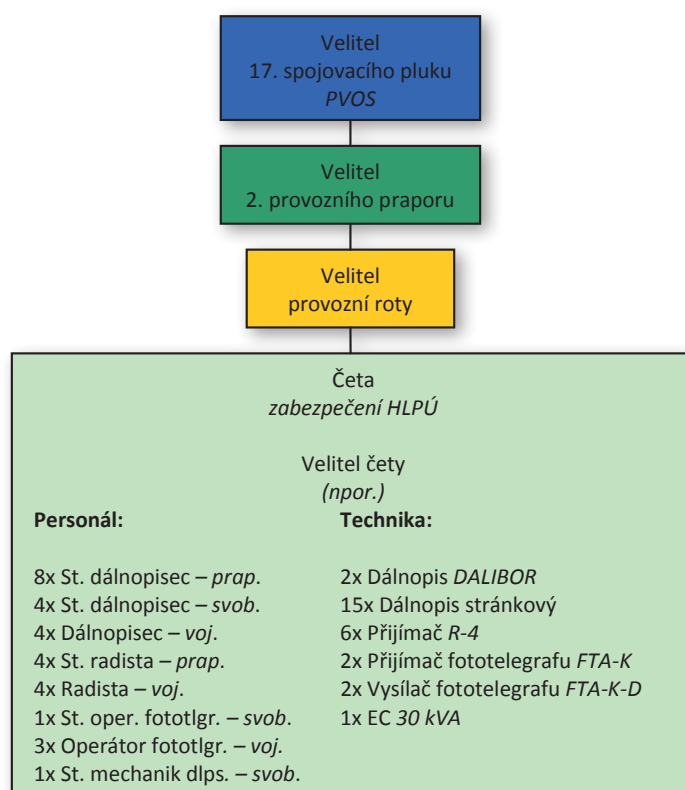 Velitel
17. spojovacího pluku
PVOS
Velitel
2. provozního praporu
Velitel
provozní roty
Četa
zabezpečení HLPÚ
Velitel čety
(npor.)
Personál:
8x St. dálnopisec – prap.
4x St. dálnopisec – svob.
4x Dálnopisec – voj.
4x St. radista – prap.
4x Radista – voj.
1x St. oper. fototlgr. – svob.
3x Operátor fototlgr. – voj.
1x St. mechanik dlps. – svob.
Technika:
2x Dálnopis DALIBOR
15x Dálnopis stránkový
6x Přijímač R-4
2x Přijímač fototelegrafu FTA-K
2x Vysílač fototelegrafu FTA-K-D
1x EC 30 kVA